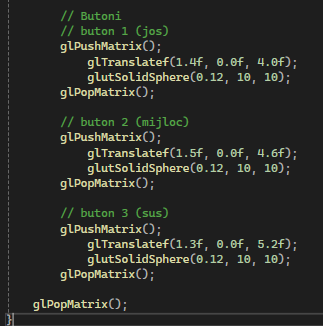 // Butoni
// buton 1 (jos)
glPushMatrix();
glTranslatef(1.4f, 0.0f, 4.0f);
glutSolidSphere(0.12, 10, 10);
glPopMatrix();
// buton 2 (mijloc)
glPushMatrix();
glTranslatef(1.5f, 0.0f, 4.6f);
glutSolidSphere(0.12, 10, 10);
glPopMatrix();
// buton 3 (sus)
glPushMatrix();
glTranslatef(1.3f, 0.0f, 5.2f);
glutSolidSphere(0.12, 10, 10);
glPopMatrix();
glPopMatrix();
}